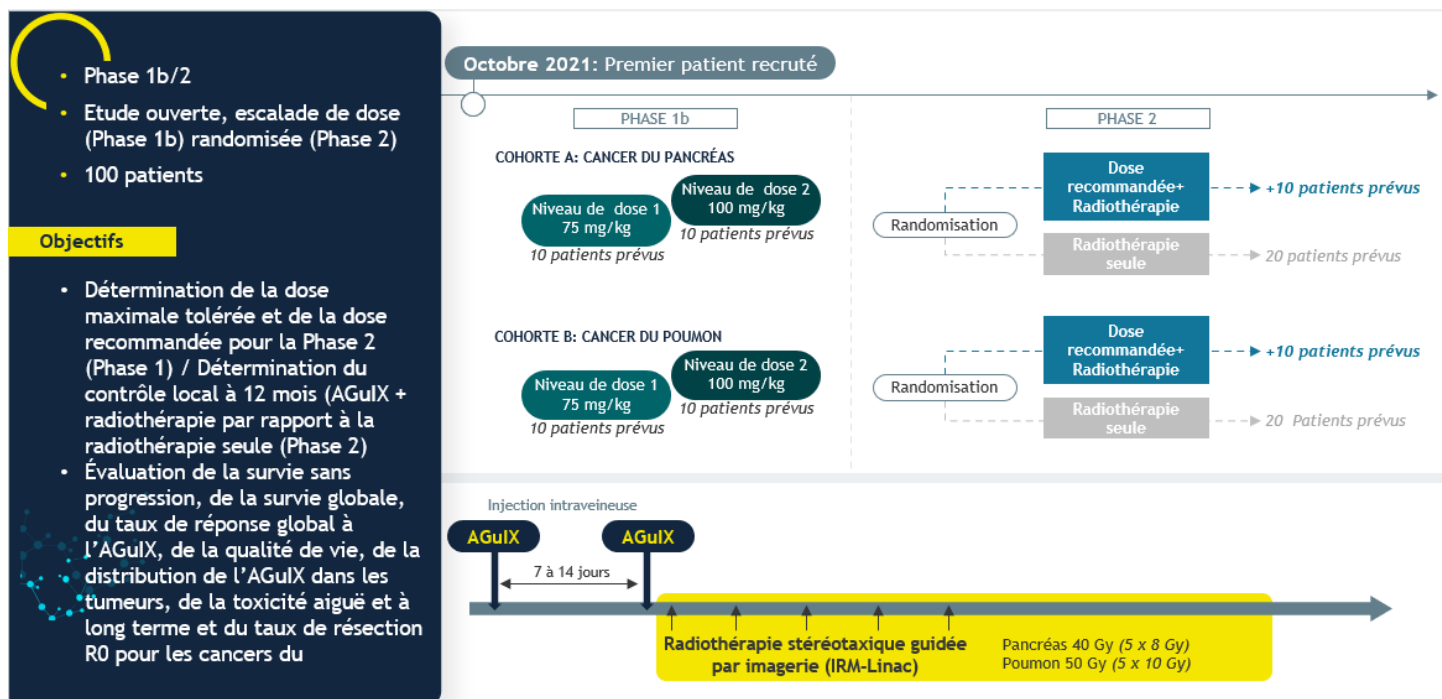 • Phase 1b/2
• Etude ouverte, escalade de dose
(Phase 1b) randomisée (Phase 2)
• 100 patients
Objectifs
• Détermination de la dose
maximale tolérée et de la dose
recommandée pour la Phase 2
(Phase 1) / Détermination du
contrôle local à 12 mois (AGuIX +
radiothérapie par rapport à la
radiothérapie seule (Phase 2)
• Évaluation de la survie sans
progression, de la survie globale,
du taux de réponse global à
l'AGuIX, de la qualité de vie, de la
distribution de l'AGuIX dans les
tumeurs, de la toxicité aiguë et à
long terme et du taux de résection
R0 pour les cancers du
Octobre 2021: Premier patient recruté
PHASE 1b
PHASE 2
COHORTE A: CANCER DU PANCRÉAS
Niveau de dose 1
75 mg/kg
10 patients prévus
Niveau de dose 2
100 mg/kg
10 patients prévus
Randomisation
Dose
recommandée+
Radiothérapie
+10 patients prévus
Radiothérapie
seule
20 patients prévus
COHORTE B: CANCER DU POUMON
Niveau de dose 1
75 mg/kg
10 patients prévus
Niveau de dose 2
100 mg/kg
10 patients prévus
Randomisation
Dose
recommandée+
Radiothérapie
+10 patients prévus
Radiothérapie
seule
20 Patients prévus
Injection intraveineuse
AGuIX
AGuIX
7 à 14 jours
Radiothérapie stéréotaxique guidée
par imagerie (IRM-Linac)
Pancréas 40 Gy (5 x 8 Gy)
Poumon 50 Gy (5 x 10 Gy)